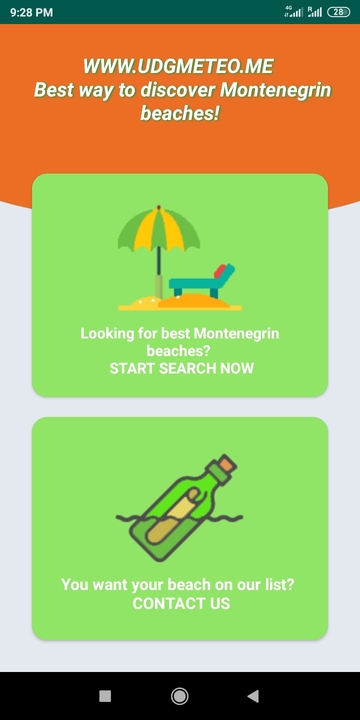 9:28 PM
4G
R
28
WWW.UDGMETEO.ME
Best way to discover Montenegrin
beaches!
Looking for best Montenegrin
beaches?
START SEARCH NOW
You want your beach on our list?
CONTACT US